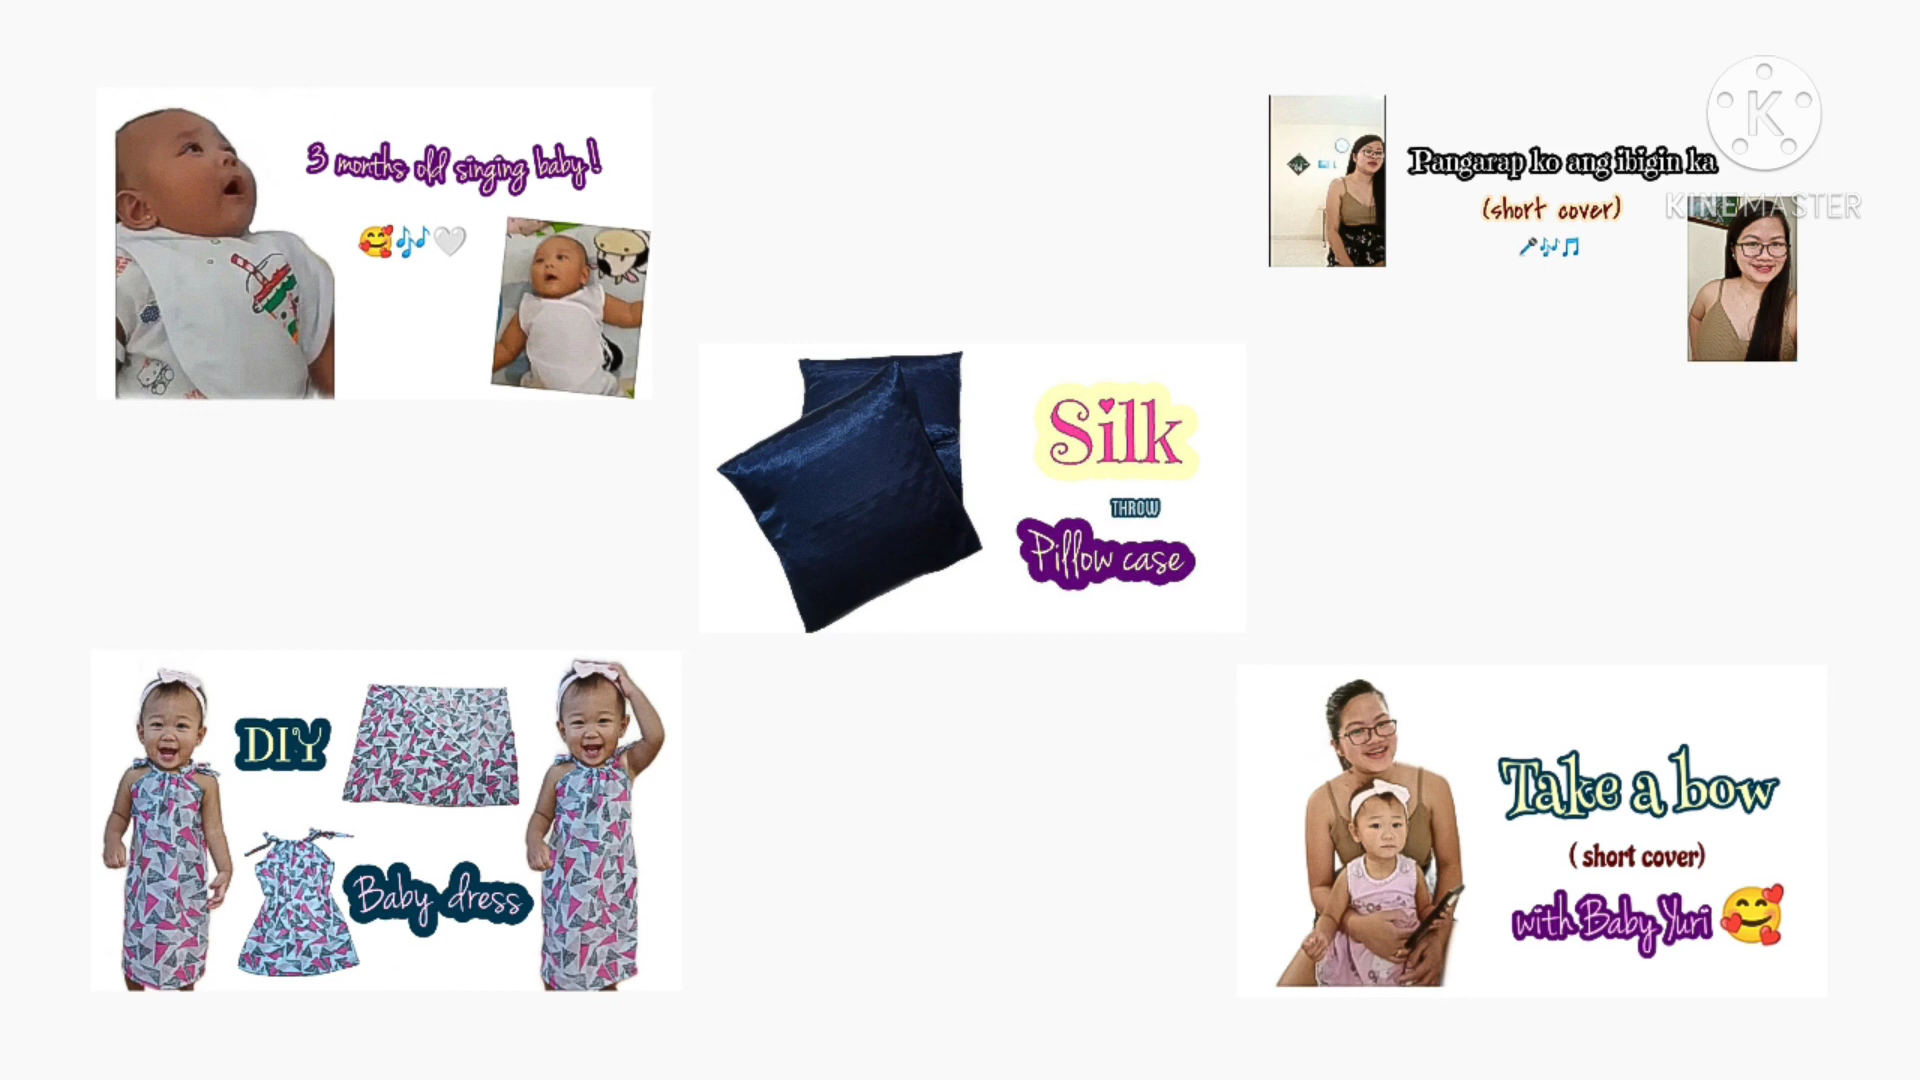 3 months old singing baby!
Pangarap ko ang ibigin ka
(short cover)
K
KINEMASTER
Silk
THROW
Pillow case
DIY
Baby dress
Take a bow
( short cover)
with Baby Yuri